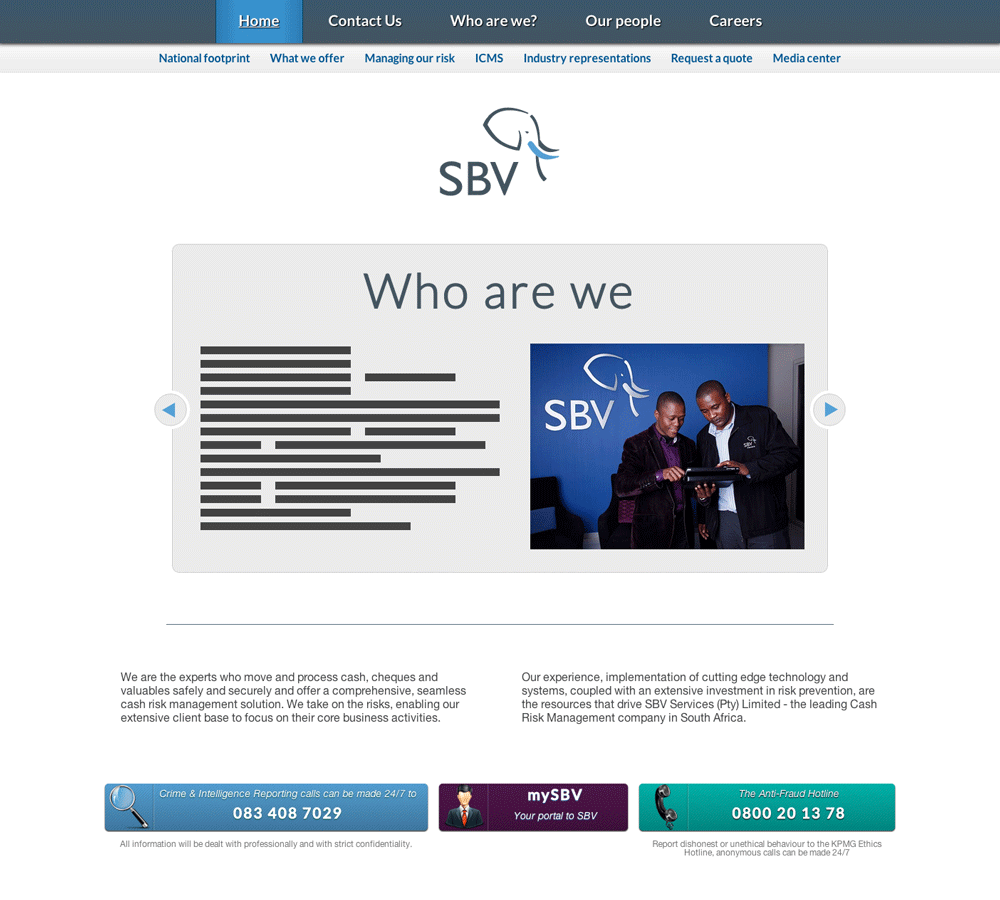 Home Contact Us Who are we? Our people Careers
National footprint What we offer Managing our risk ICMS Industry representations Request a quote Media center
SBV
Who are we
SBV
We are the experts who move and process cash, cheques and
valuables safely and securely and offer a comprehensive, seamless
cash risk management solution. We take on the risks, enabling our
extensive client base to focus on their core business activities.
Our experience, implementation of cutting edge technology and
systems, coupled with an extensive investment in risk prevention, are
the resources that drive SBV Services (Pty) Limited - the leading Cash
Risk Management company in South Africa.
Crime & Intelligence Reporting calls can be made 24/7 to
083 408 7029
All information will be dealt with professionally and with strict confidentiality.
mySBV
Your portal to SBV
The Anti-Fraud Hotline
0800 20 13 78
Report dishonest or unethical behaviour to the KPMG Ethics
Hotline, anonymous calls can be made 24/7